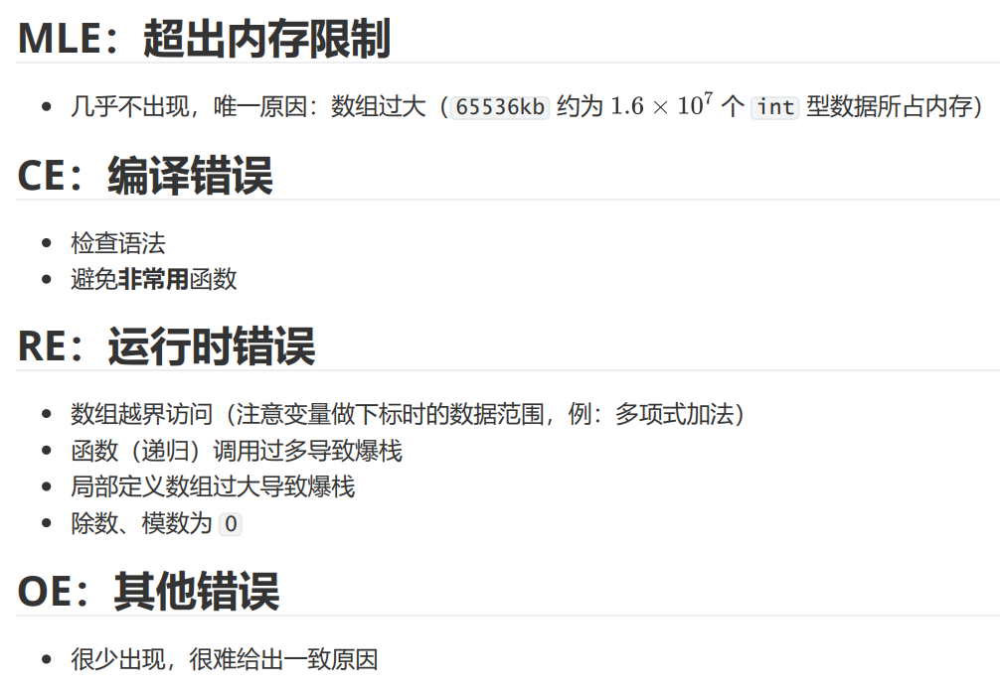 MLE：超出内存限制
几乎不出现，唯一原因：数组过大（65536kb 约为 1.6 × 10⁷ 个 int 型数据所占内存）
CE：编译错误
检查语法
避免非常用函数
RE：运行时错误
数组越界访问（注意变量做下标时的数据范围，例：多项式加法）
函数（递归）调用过多导致爆栈
局部定义数组过大导致爆栈
除数、模数为 0
OE：其他错误
很少出现，很难给出一致原因